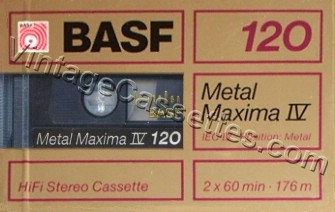 BASF
BASF 120
Metal
Maxima IV
IEC IV · Position: Metal
Metal Maxima IV 120
HiFi Stereo Cassette
2 x 60 min · 176 m
VintageCassettes.com